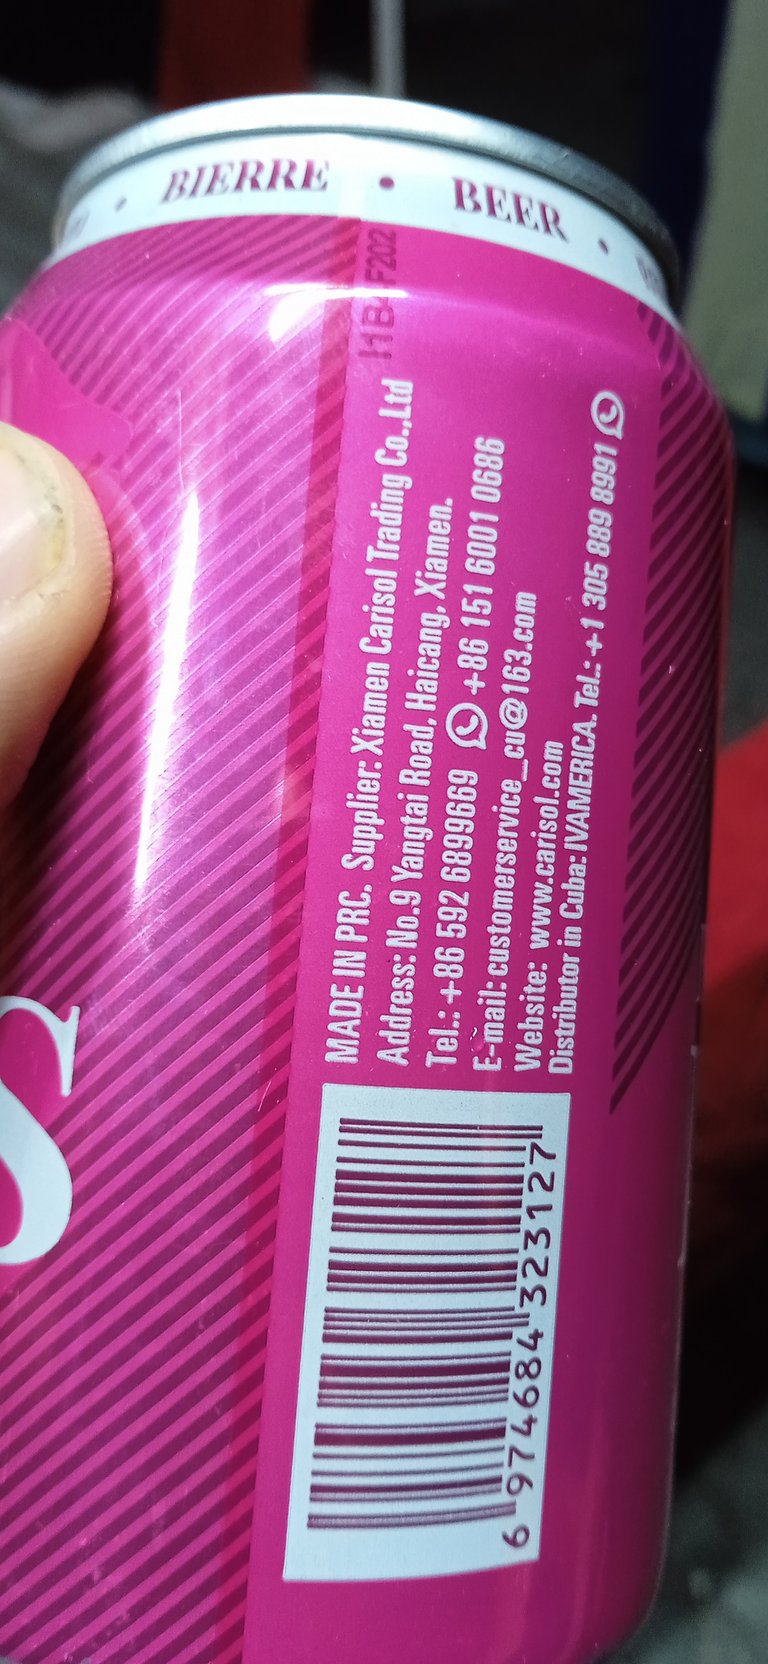 BIERRE • BEER •
MADE IN PRC. Supplier: Xiamen Carisol Trading Co.,Ltd
Address: No.9 Yangtai Road, Haicang, Xiamen.
Tel.: +86 592 6899669 +86 151 6001 0686
E-mail: customerservice_cu@163.com
Website: www.carisol.com
Distributor in Cuba: IVAMERICA. Tel.: +1 305 889 8991
6 974684 323127